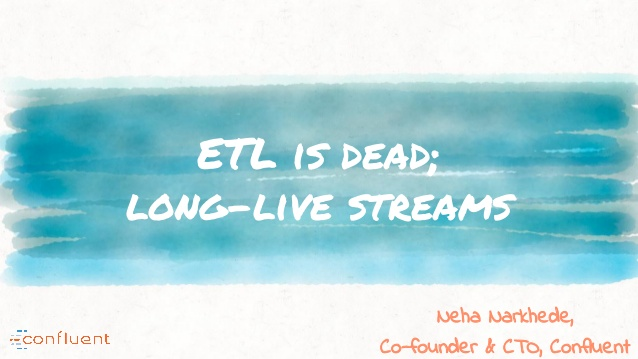 ETL IS DEAD;
LONG-LIVE STREAMS
confluent
Neha Narkhede,
Co-founder & CTO, Confluent